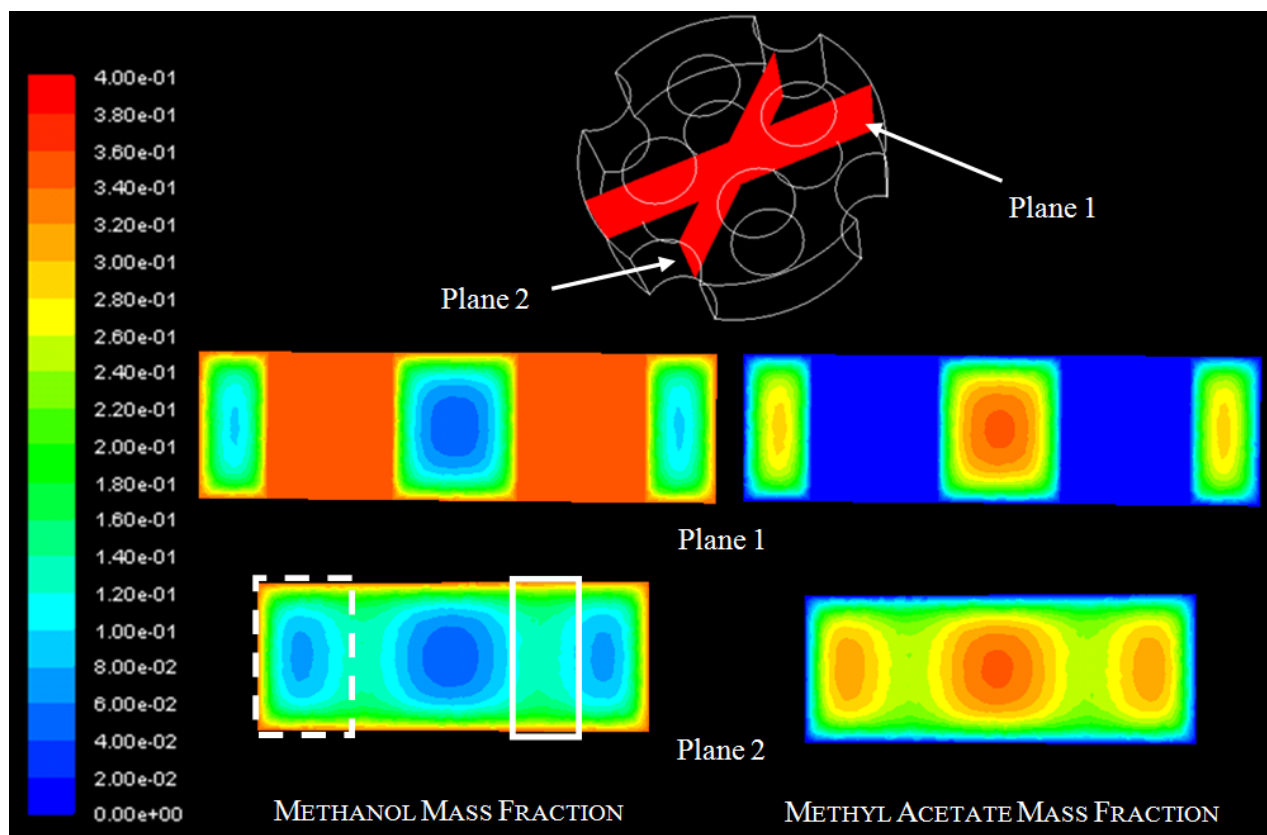 4.00e-01
3.80e-01
3.60e-01
3.40e-01
3.20e-01
3.00e-01
2.80e-01
2.60e-01
2.40e-01
2.20e-01
2.00e-01
1.80e-01
1.60e-01
1.40e-01
1.20e-01
1.00e-01
8.00e-02
6.00e-02
4.00e-02
2.00e-02
0.00e+00
Plane 1
Plane 2
Plane 1
Plane 2
METHANOL MASS FRACTION
METHYL ACETATE MASS FRACTION